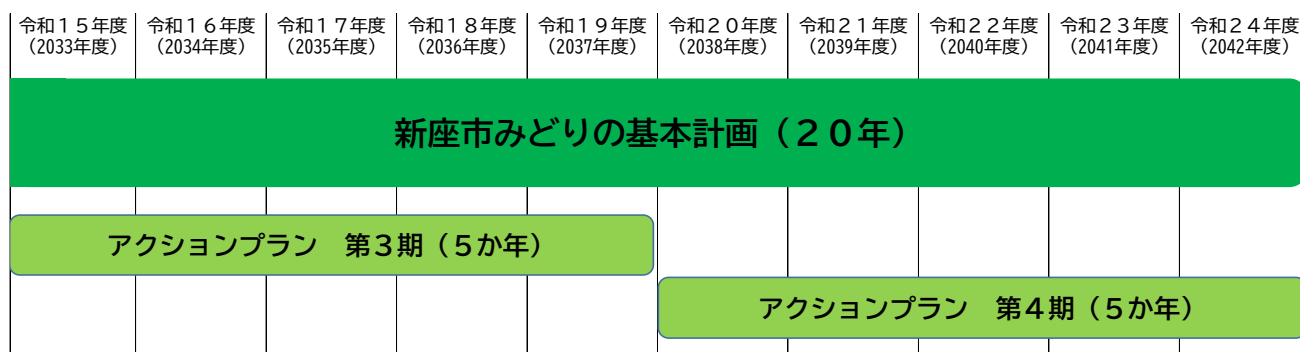 令和１５年度
（2033年度）
令和１６年度
（2034年度）
令和１７年度
（2035年度）
令和１８年度
（2036年度）
令和１９年度
（2037年度）
令和２０年度
（2038年度）
令和２１年度
（2039年度）
令和２２年度
（2040年度）
令和２３年度
（2041年度）
令和２４年度
（2042年度）
新座市みどりの基本計画（２０年）
アクションプラン　第３期（５か年）
アクションプラン　第４期（５か年）